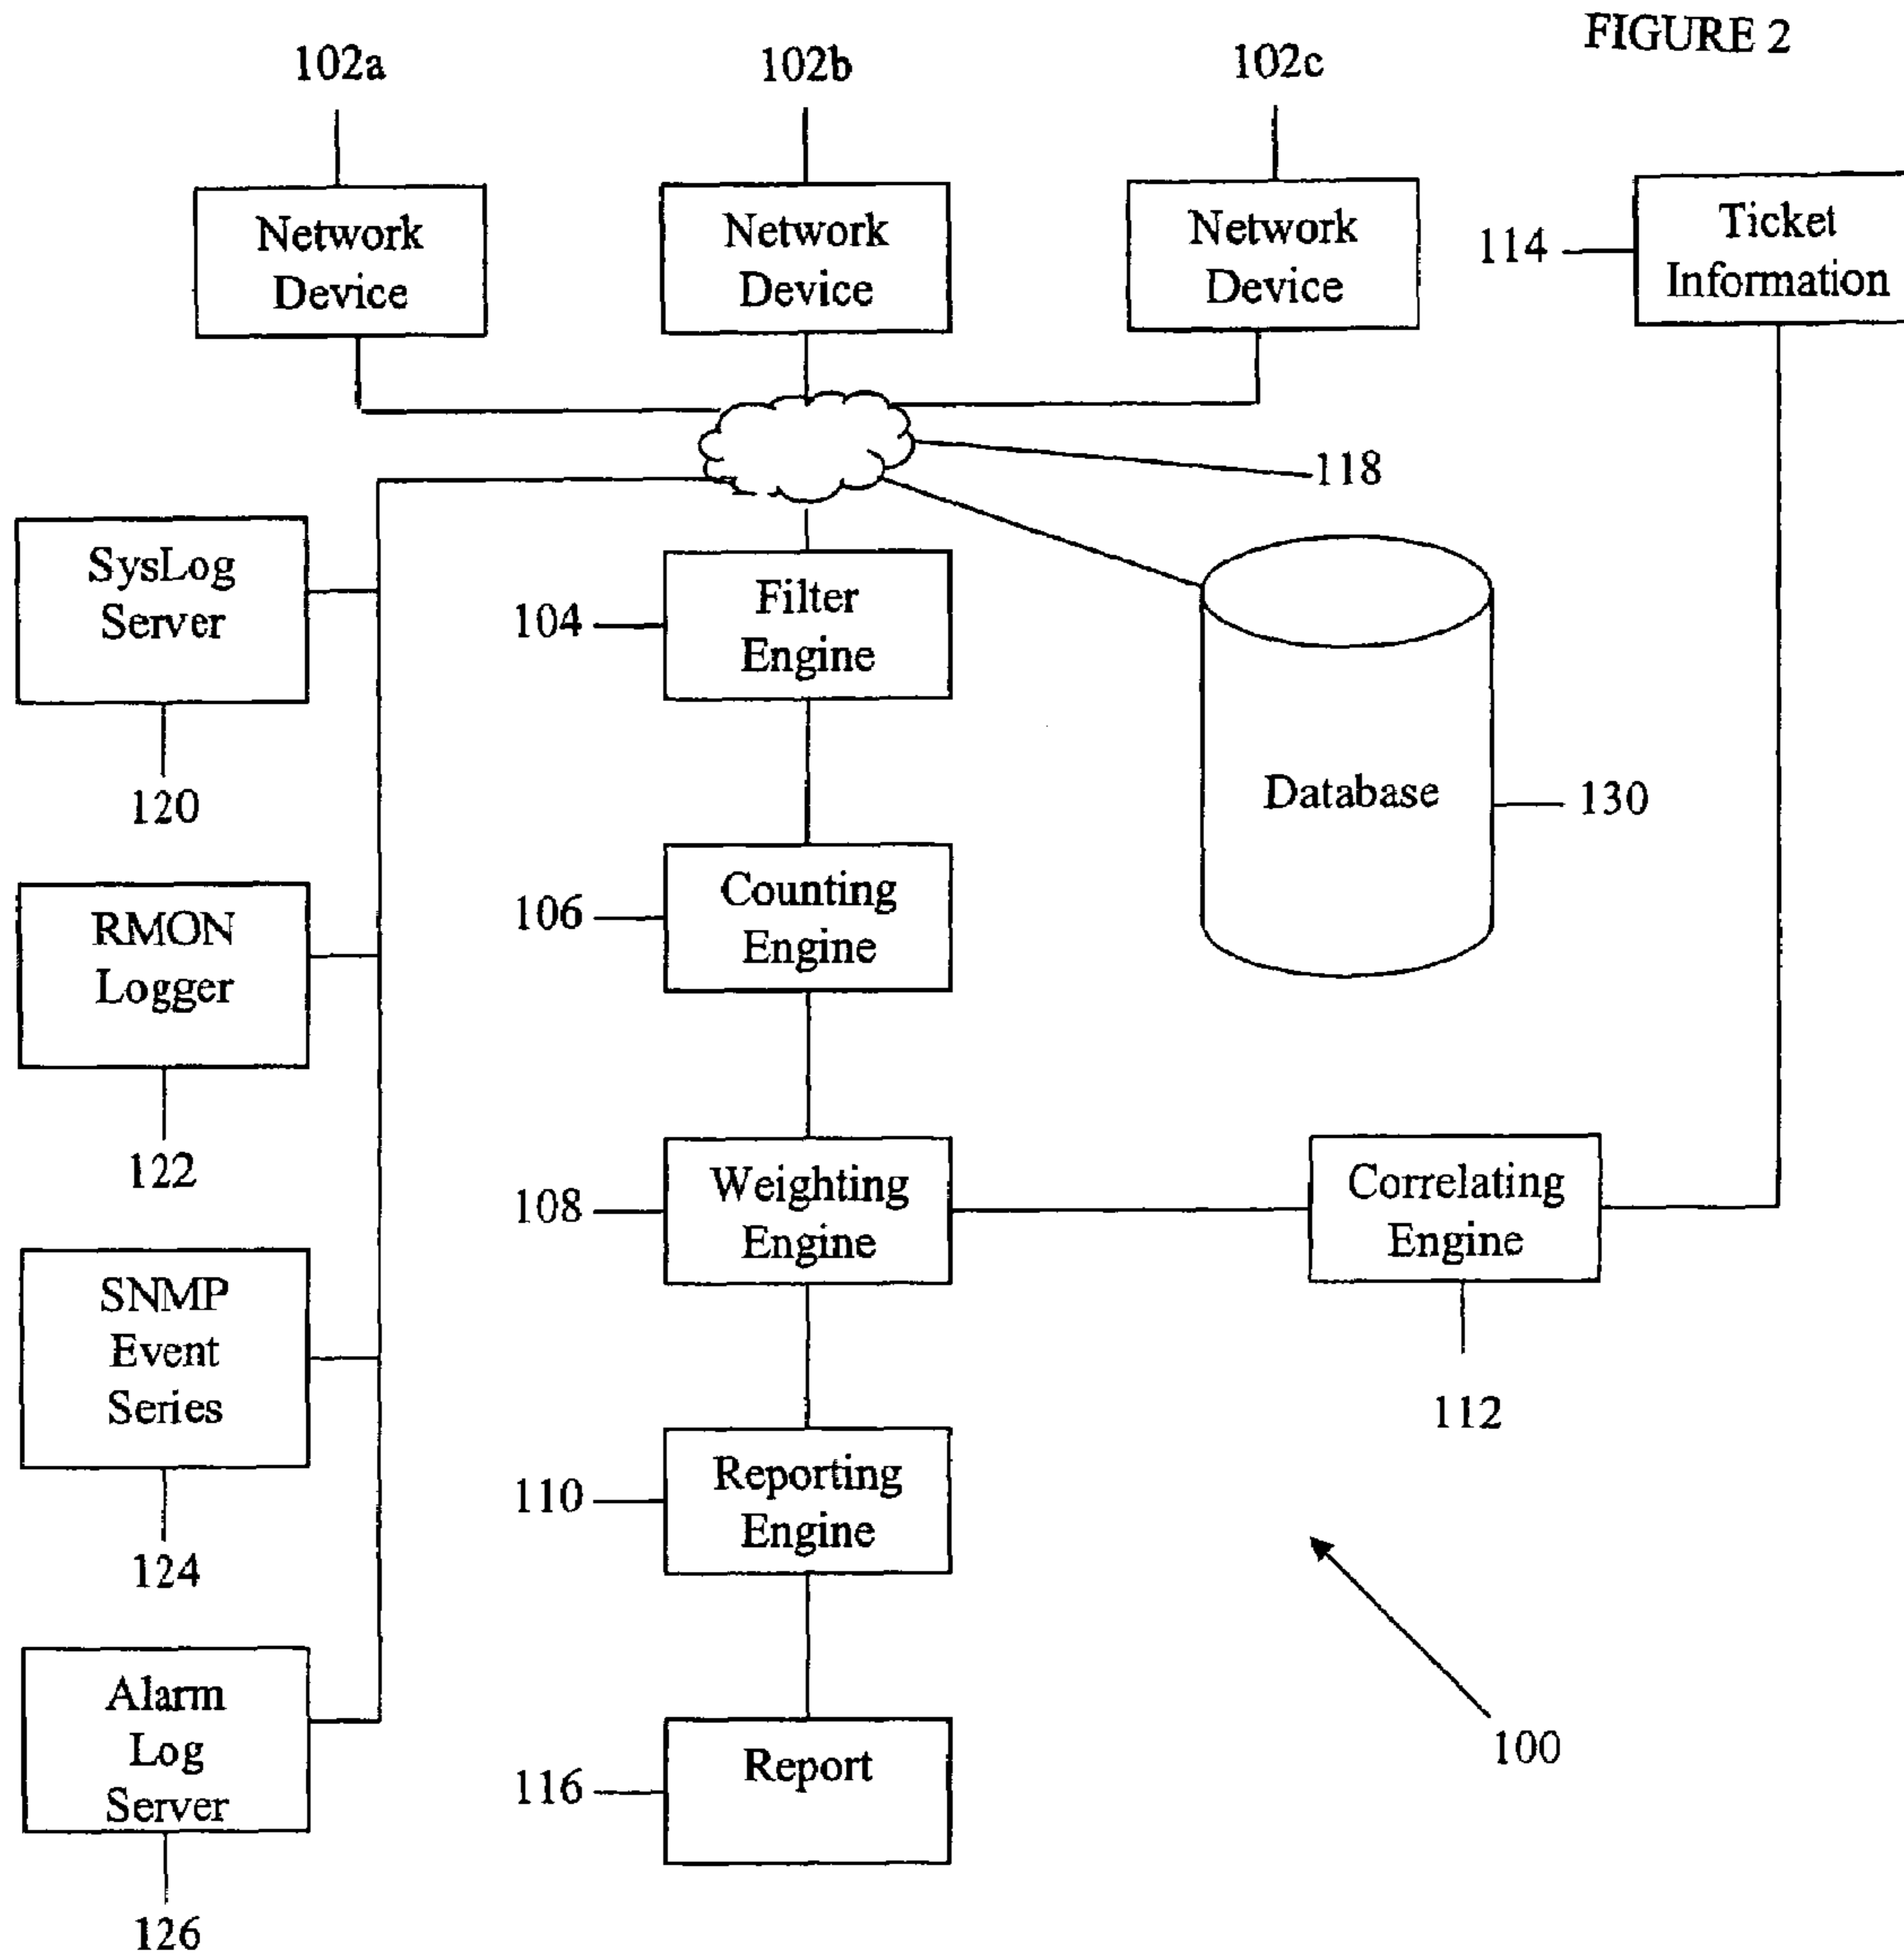 FIGURE 2
102a
102b
102c
Network
Device
Network
Device
Network
Device
114
Ticket
Information
118
SysLog
Server
120
104
Filter
Engine
Database
130
RMON
Logger
122
106
Counting
Engine
108
Weighting
Engine
Correlating
Engine
112
SNMP
Event
Series
124
110
Reporting
Engine
100
Alarm
Log
Server
126
116
Report